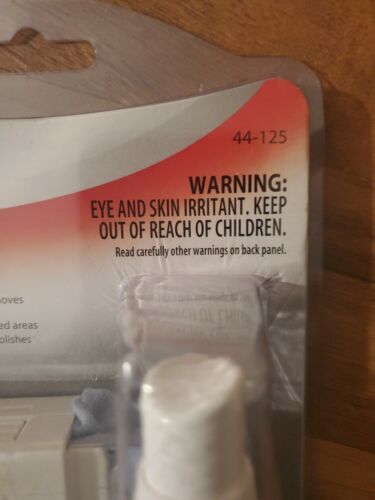 44-125
WARNING:
EYE AND SKIN IRRITANT. KEEP
OUT OF REACH OF CHILDREN.
Read carefully other warnings on back panel.
oves
ed areas
olishes